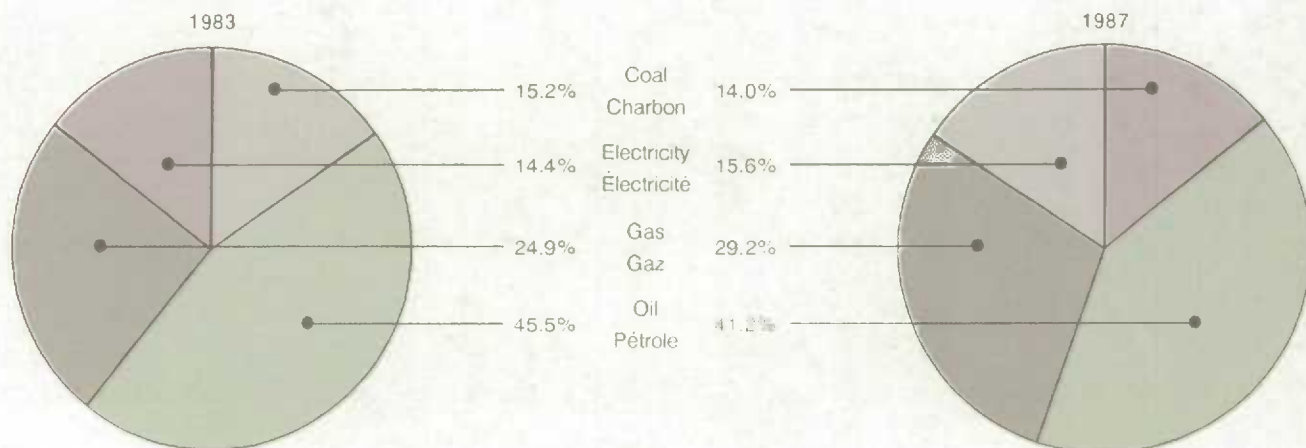 1983 1987
15.2% Coal Charbon 14.0%
14.4% Electricity Électricité 15.6%
24.9% Gas Gaz 29.2%
45.5% Oil Pétrole 41.2%